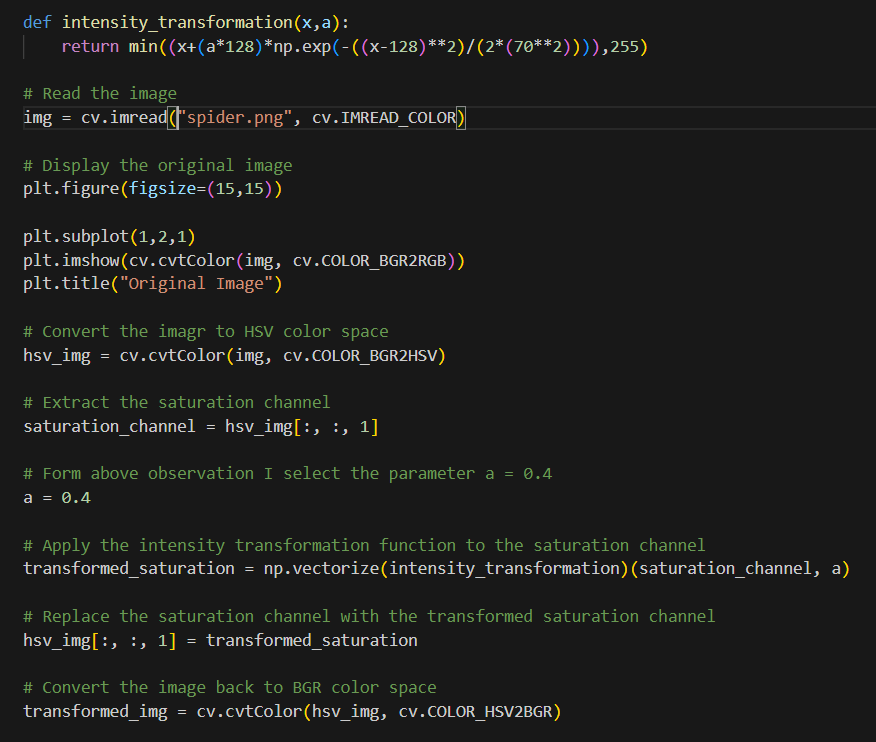 def intensity_transformation(x,a):
    return min((x+(a*128)*np.exp(-((x-128)**2)/(2*(70**2)))),255)
# Read the image
img = cv.imread("spider.png", cv.IMREAD_COLOR)
# Display the original image
plt.figure(figsize=(15,15))
plt.subplot(1,2,1)
plt.imshow(cv.cvtColor(img, cv.COLOR_BGR2RGB))
plt.title("Original Image")
# Convert the imagr to HSV color space
hsv_img = cv.cvtColor(img, cv.COLOR_BGR2HSV)
# Extract the saturation channel
saturation_channel = hsv_img[:, :, 1]
# Form above observation I select the parameter a = 0.4
a = 0.4
# Apply the intensity transformation function to the saturation channel
transformed_saturation = np.vectorize(intensity_transformation)(saturation_channel, a)
# Replace the saturation channel with the transformed saturation channel
hsv_img[:, :, 1] = transformed_saturation
# Convert the image back to BGR color space
transformed_img = cv.cvtColor(hsv_img, cv.COLOR_HSV2BGR)